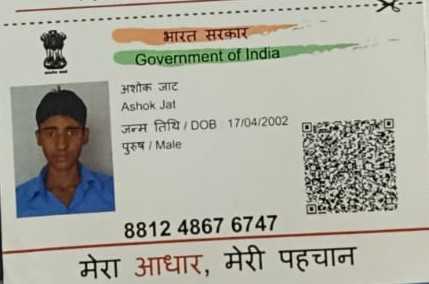 भारत सरकार
Government of India
अशोक जाट
Ashok Jat
जन्म तिथि / DOB 17/04/2002
पुरुष / Male
8812 4867 6747
मेरा आधार, मेरी पहचान